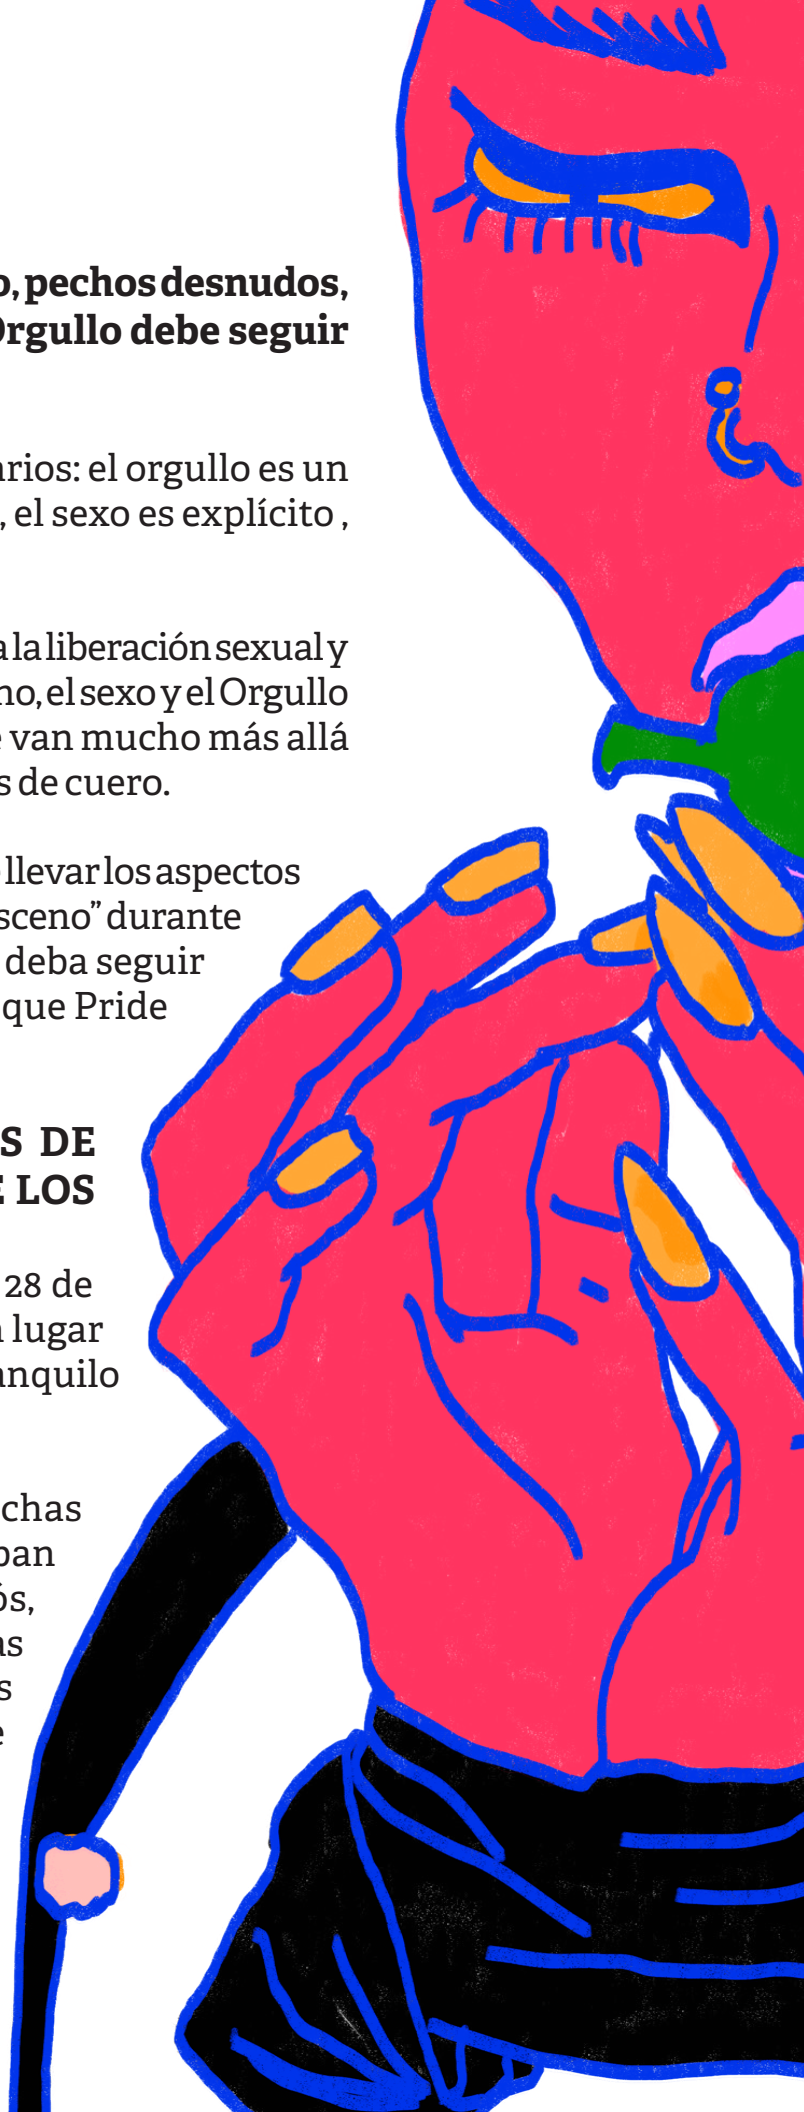 o, pechos desnudos,
Orgullo debe seguir
arios: el orgullo es un
, el sexo es explícito ,
a la liberación sexual y
no, el sexo y el Orgullo
e van mucho más allá
s de cuero.
llevar los aspectos
sceno” durante
deba seguir
que Pride
S DE
E LOS
28 de
n lugar
anquilo
chas
ban
ós,
as
s
e